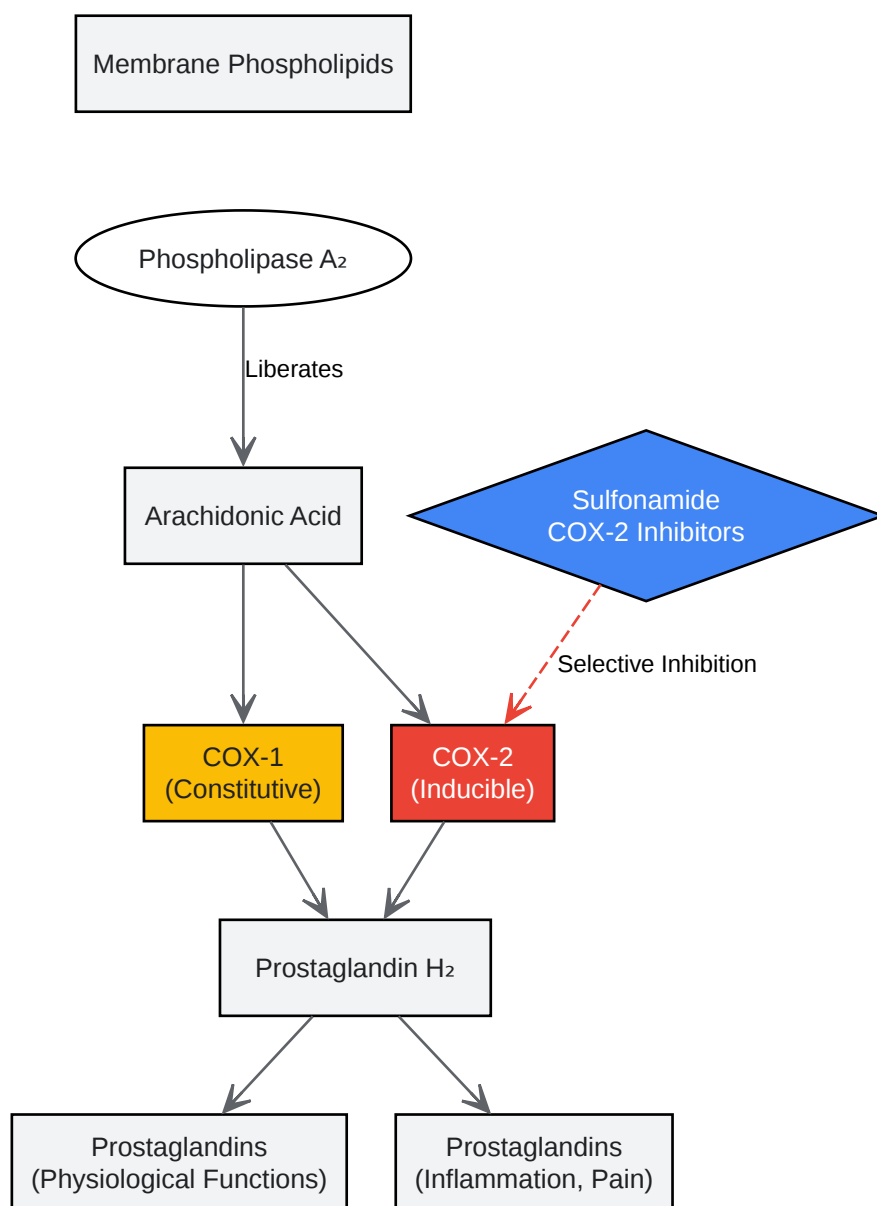 Membrane Phospholipids
Phospholipase A₂
Liberates
Arachidonic Acid
Sulfonamide
COX-2 Inhibitors
Selective Inhibition
COX-1
(Constitutive)
COX-2
(Inducible)
Prostaglandin H₂
Prostaglandins
(Physiological Functions)
Prostaglandins
(Inflammation, Pain)